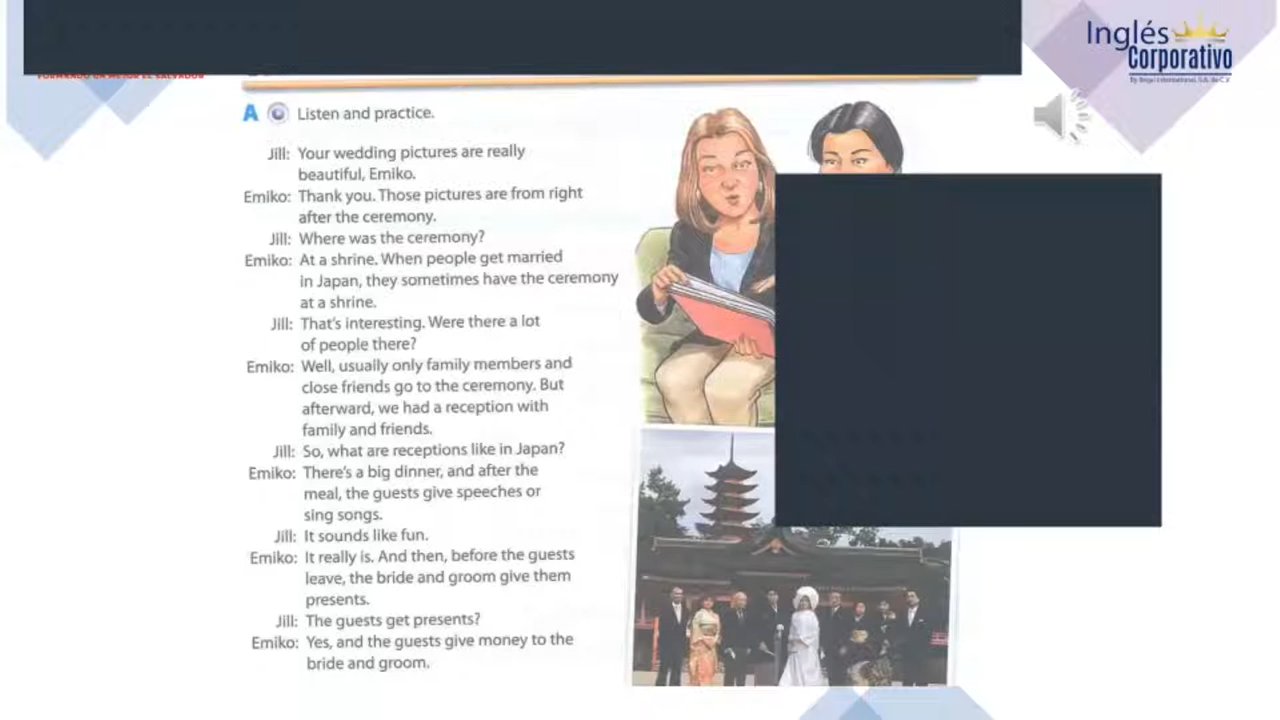 Inglés
Corporativo
A Listen and practice.
Jill: Your wedding pictures are really
beautiful, Emiko.
Emiko: Thank you. Those pictures are from right
after the ceremony.
Jill: Where was the ceremony?
Emiko: At a shrine. When people get married
in Japan, they sometimes have the ceremony
at a shrine.
Jill: That's interesting. Were there a lot
of people there?
Emiko: Well, usually only family members and
close friends go to the ceremony. But
afterward, we had a reception with
family and friends.
Jill: So, what are receptions like in Japan?
Emiko: There's a big dinner, and after the
meal, the guests give speeches or
sing songs.
Jill: It sounds like fun.
Emiko: It really is. And then, before the guests
leave, the bride and groom give them
presents.
Jill: The guests get presents?
Emiko: Yes, and the guests give money to the
bride and groom.